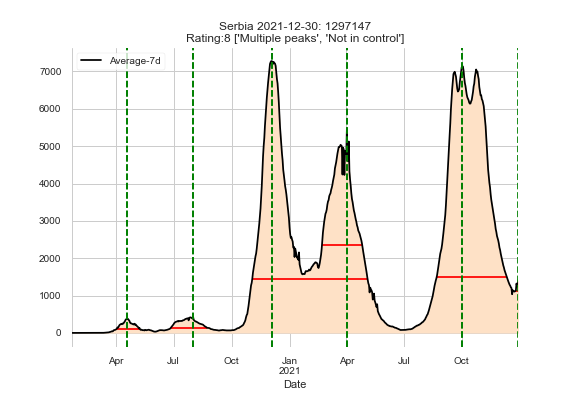 Serbia 2021-12-30: 1297147
Rating:8 ['Multiple peaks', 'Not in control']
Average-7d
7000
6000
5000
4000
3000
2000
1000
0
Apr Jul Oct Jan Apr Jul Oct
2021
Date